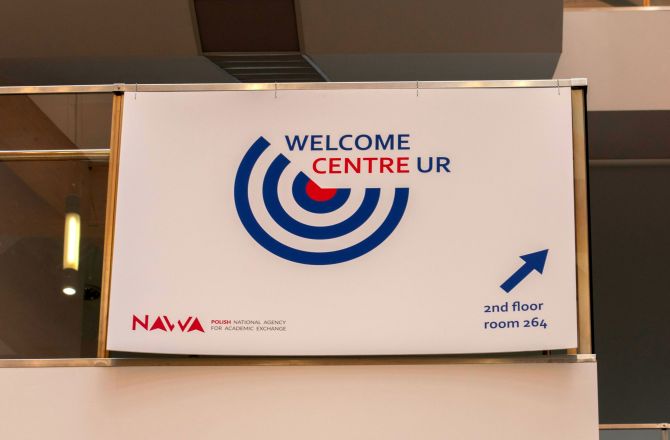 WELCOME
CENTRE UR
2nd floor
room 264
NAWA
POLISH NATIONAL AGENCY
FOR ACADEMIC EXCHANGE